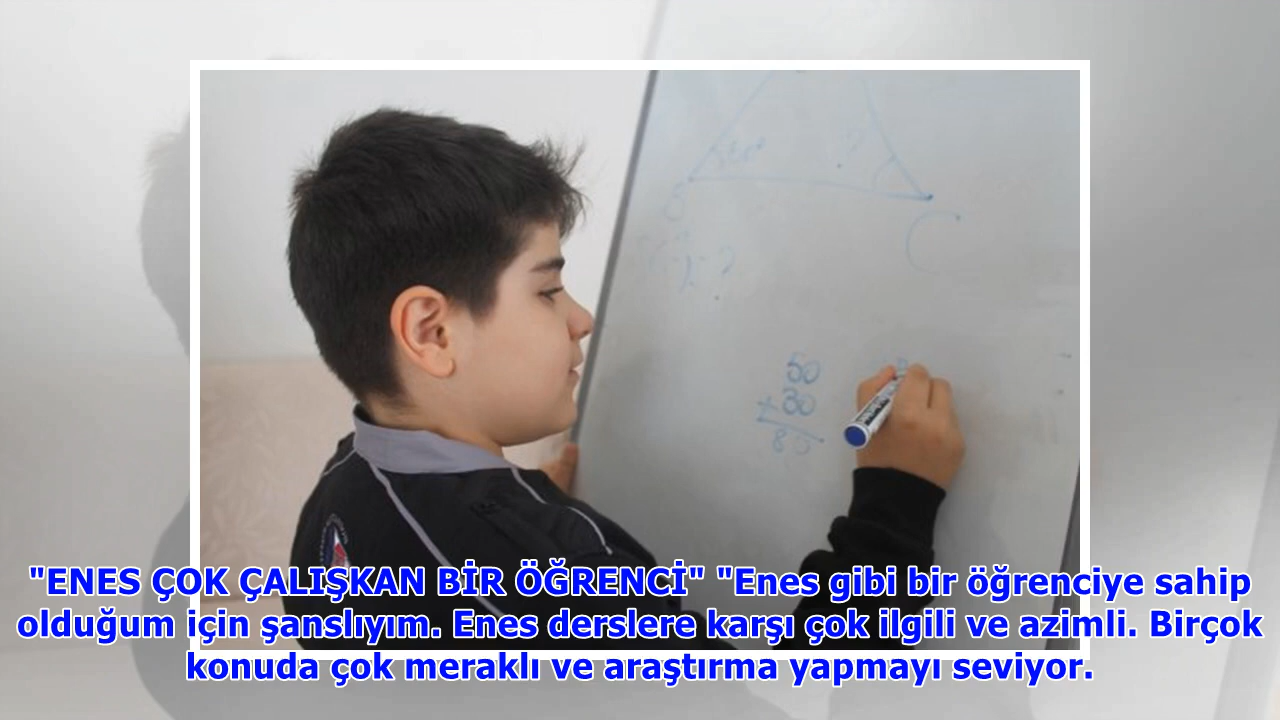 C
50
+ 30
80
"ENES ÇOK ÇALIŞKAN BİR ÖĞRENCİ" "Enes gibi bir öğrenciye sahip
olduğum için şanslıyım. Enes derslere karşı çok ilgili ve azimli. Birçok
konuda çok meraklı ve araştırma yapmayı seviyor.